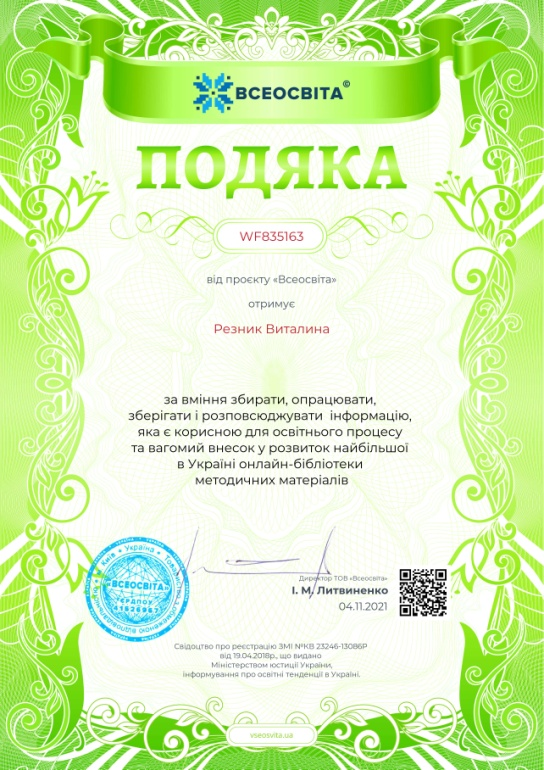 ВСЕОСВІТА©
ПОДЯКА
WF835163
від проєкту «Всеосвіта»
отримує
Резник Виталина
за вміння збирати, опрацювати,
зберігати і розповсюджувати інформацію,
яка є корисною для освітнього процесу
та вагомий внесок у розвиток найбільшої
в Україні онлайн-бібліотеки
методичних матеріалів
Директор ТОВ «Всеосвіта»
І. М. Литвиненко
04.11.2021
Київ * Україна *
"ВСЕОСВІТА"
Свідоцтво про реєстрацію ЗМІ №КВ 23246-13086Р
від 19.04.2018р., що видано
Міністерством юстиції України,
інформування про освітні тенденції в Україні.
vseosvita.ua